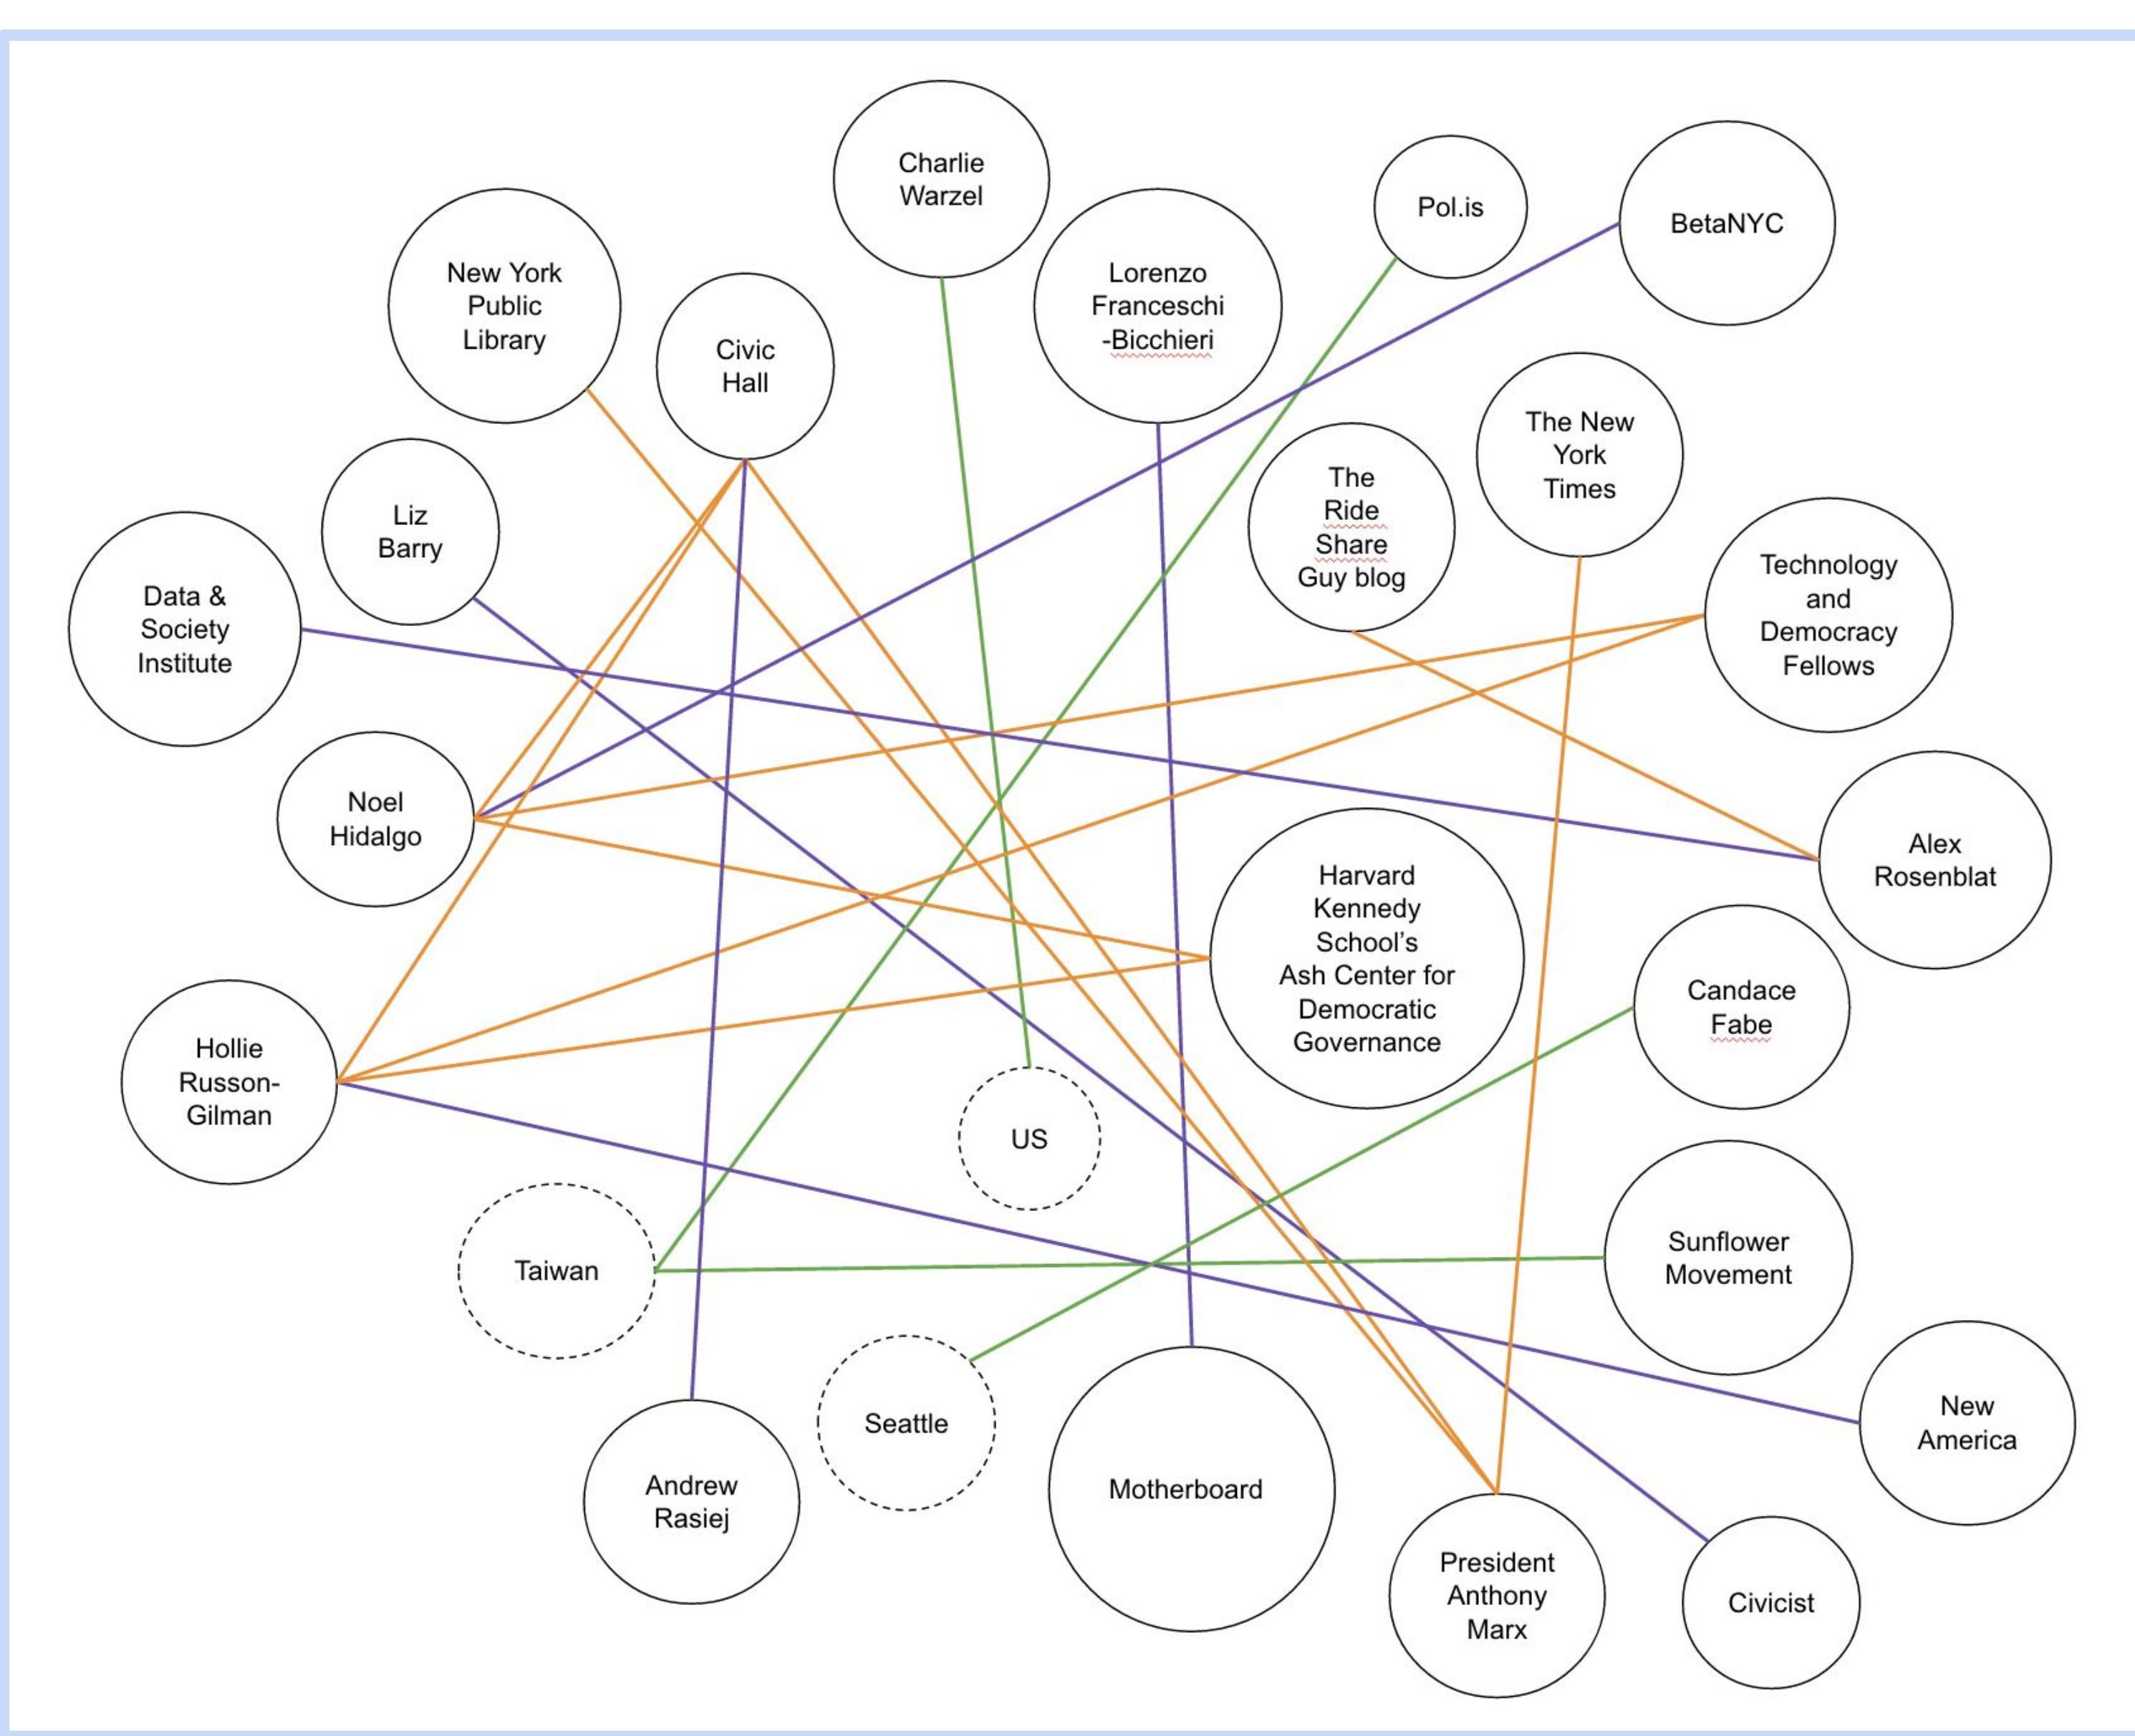 Charlie
Warzel
Pol.is
BetaNYC
New York
Public
Library
Civic
Hall
Lorenzo
Franceschi
-Bicchieri
The New
York
Times
The
Ride
Share
Guy blog
Liz
Barry
Data &
Society
Institute
Technology
and
Democracy
Fellows
Noel
Hidalgo
Alex
Rosenblat
Harvard
Kennedy
School’s
Ash Center for
Democratic
Governance
Candace
Fabe
Hollie
Russon-
Gilman
US
Taiwan
Sunflower
Movement
Seattle
New
America
Andrew
Rasiej
Motherboard
President
Anthony
Marx
Civicist